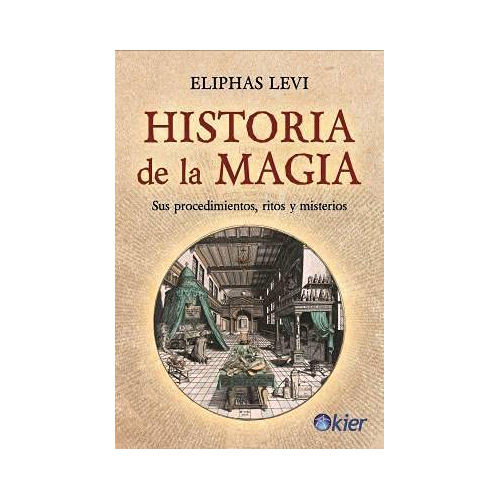 ELIPHAS LEVI
HISTORIA
de la MAGIA
Sus procedimientos, ritos y misterios
kier